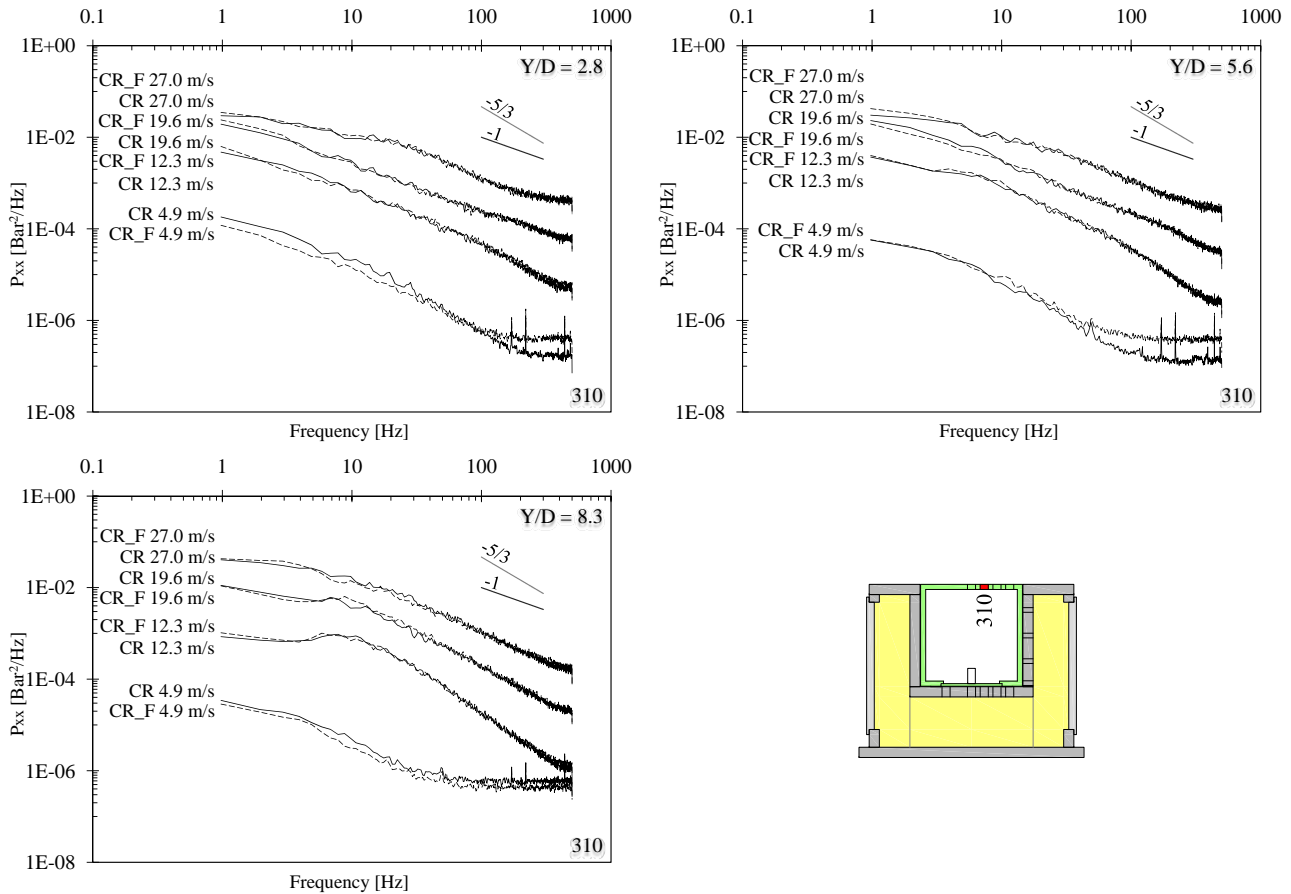 0.1 1 10 100 1000
1E+00
1E-02
1E-04
1E-06
1E-08
Pxx [Bar²/Hz]
Frequency [Hz]
Y/D = 2.8
CR_F 27.0 m/s
CR 27.0 m/s
CR_F 19.6 m/s
CR 19.6 m/s
CR_F 12.3 m/s
CR 12.3 m/s
CR 4.9 m/s
CR_F 4.9 m/s
-5/3
-1
310
0.1 1 10 100 1000
1E+00
1E-02
1E-04
1E-06
1E-08
Pxx [Bar²/Hz]
Frequency [Hz]
Y/D = 5.6
CR_F 27.0 m/s
CR 27.0 m/s
CR 19.6 m/s
CR_F 19.6 m/s
CR_F 12.3 m/s
CR 12.3 m/s
CR_F 4.9 m/s
CR 4.9 m/s
-5/3
-1
310
0.1 1 10 100 1000
1E+00
1E-02
1E-04
1E-06
1E-08
Pxx [Bar²/Hz]
Frequency [Hz]
Y/D = 8.3
CR_F 27.0 m/s
CR 27.0 m/s
CR 19.6 m/s
CR_F 19.6 m/s
CR_F 12.3 m/s
CR 12.3 m/s
CR 4.9 m/s
CR_F 4.9 m/s
-5/3
-1
310
310